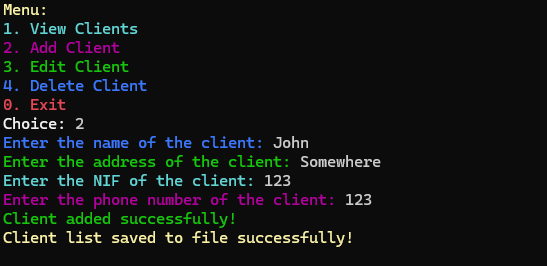 Menu:
1. View Clients
2. Add Client
3. Edit Client
4. Delete Client
0. Exit
Choice: 2
Enter the name of the client: John
Enter the address of the client: Somewhere
Enter the NIF of the client: 123
Enter the phone number of the client: 123
Client added successfully!
Client list saved to file successfully!